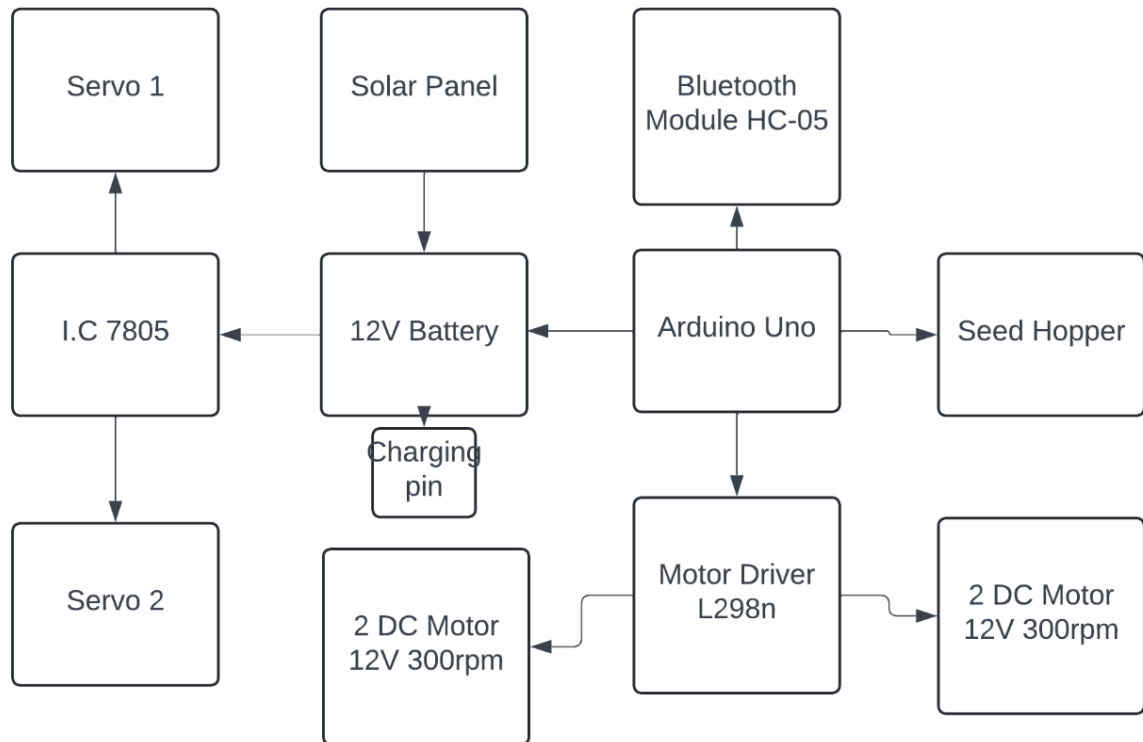 Servo 1
Solar Panel
Bluetooth
Module HC-05
I.C 7805
12V Battery
Arduino Uno
Seed Hopper
Charging
pin
Servo 2
2 DC Motor
12V 300rpm
Motor Driver
L298n
2 DC Motor
12V 300rpm